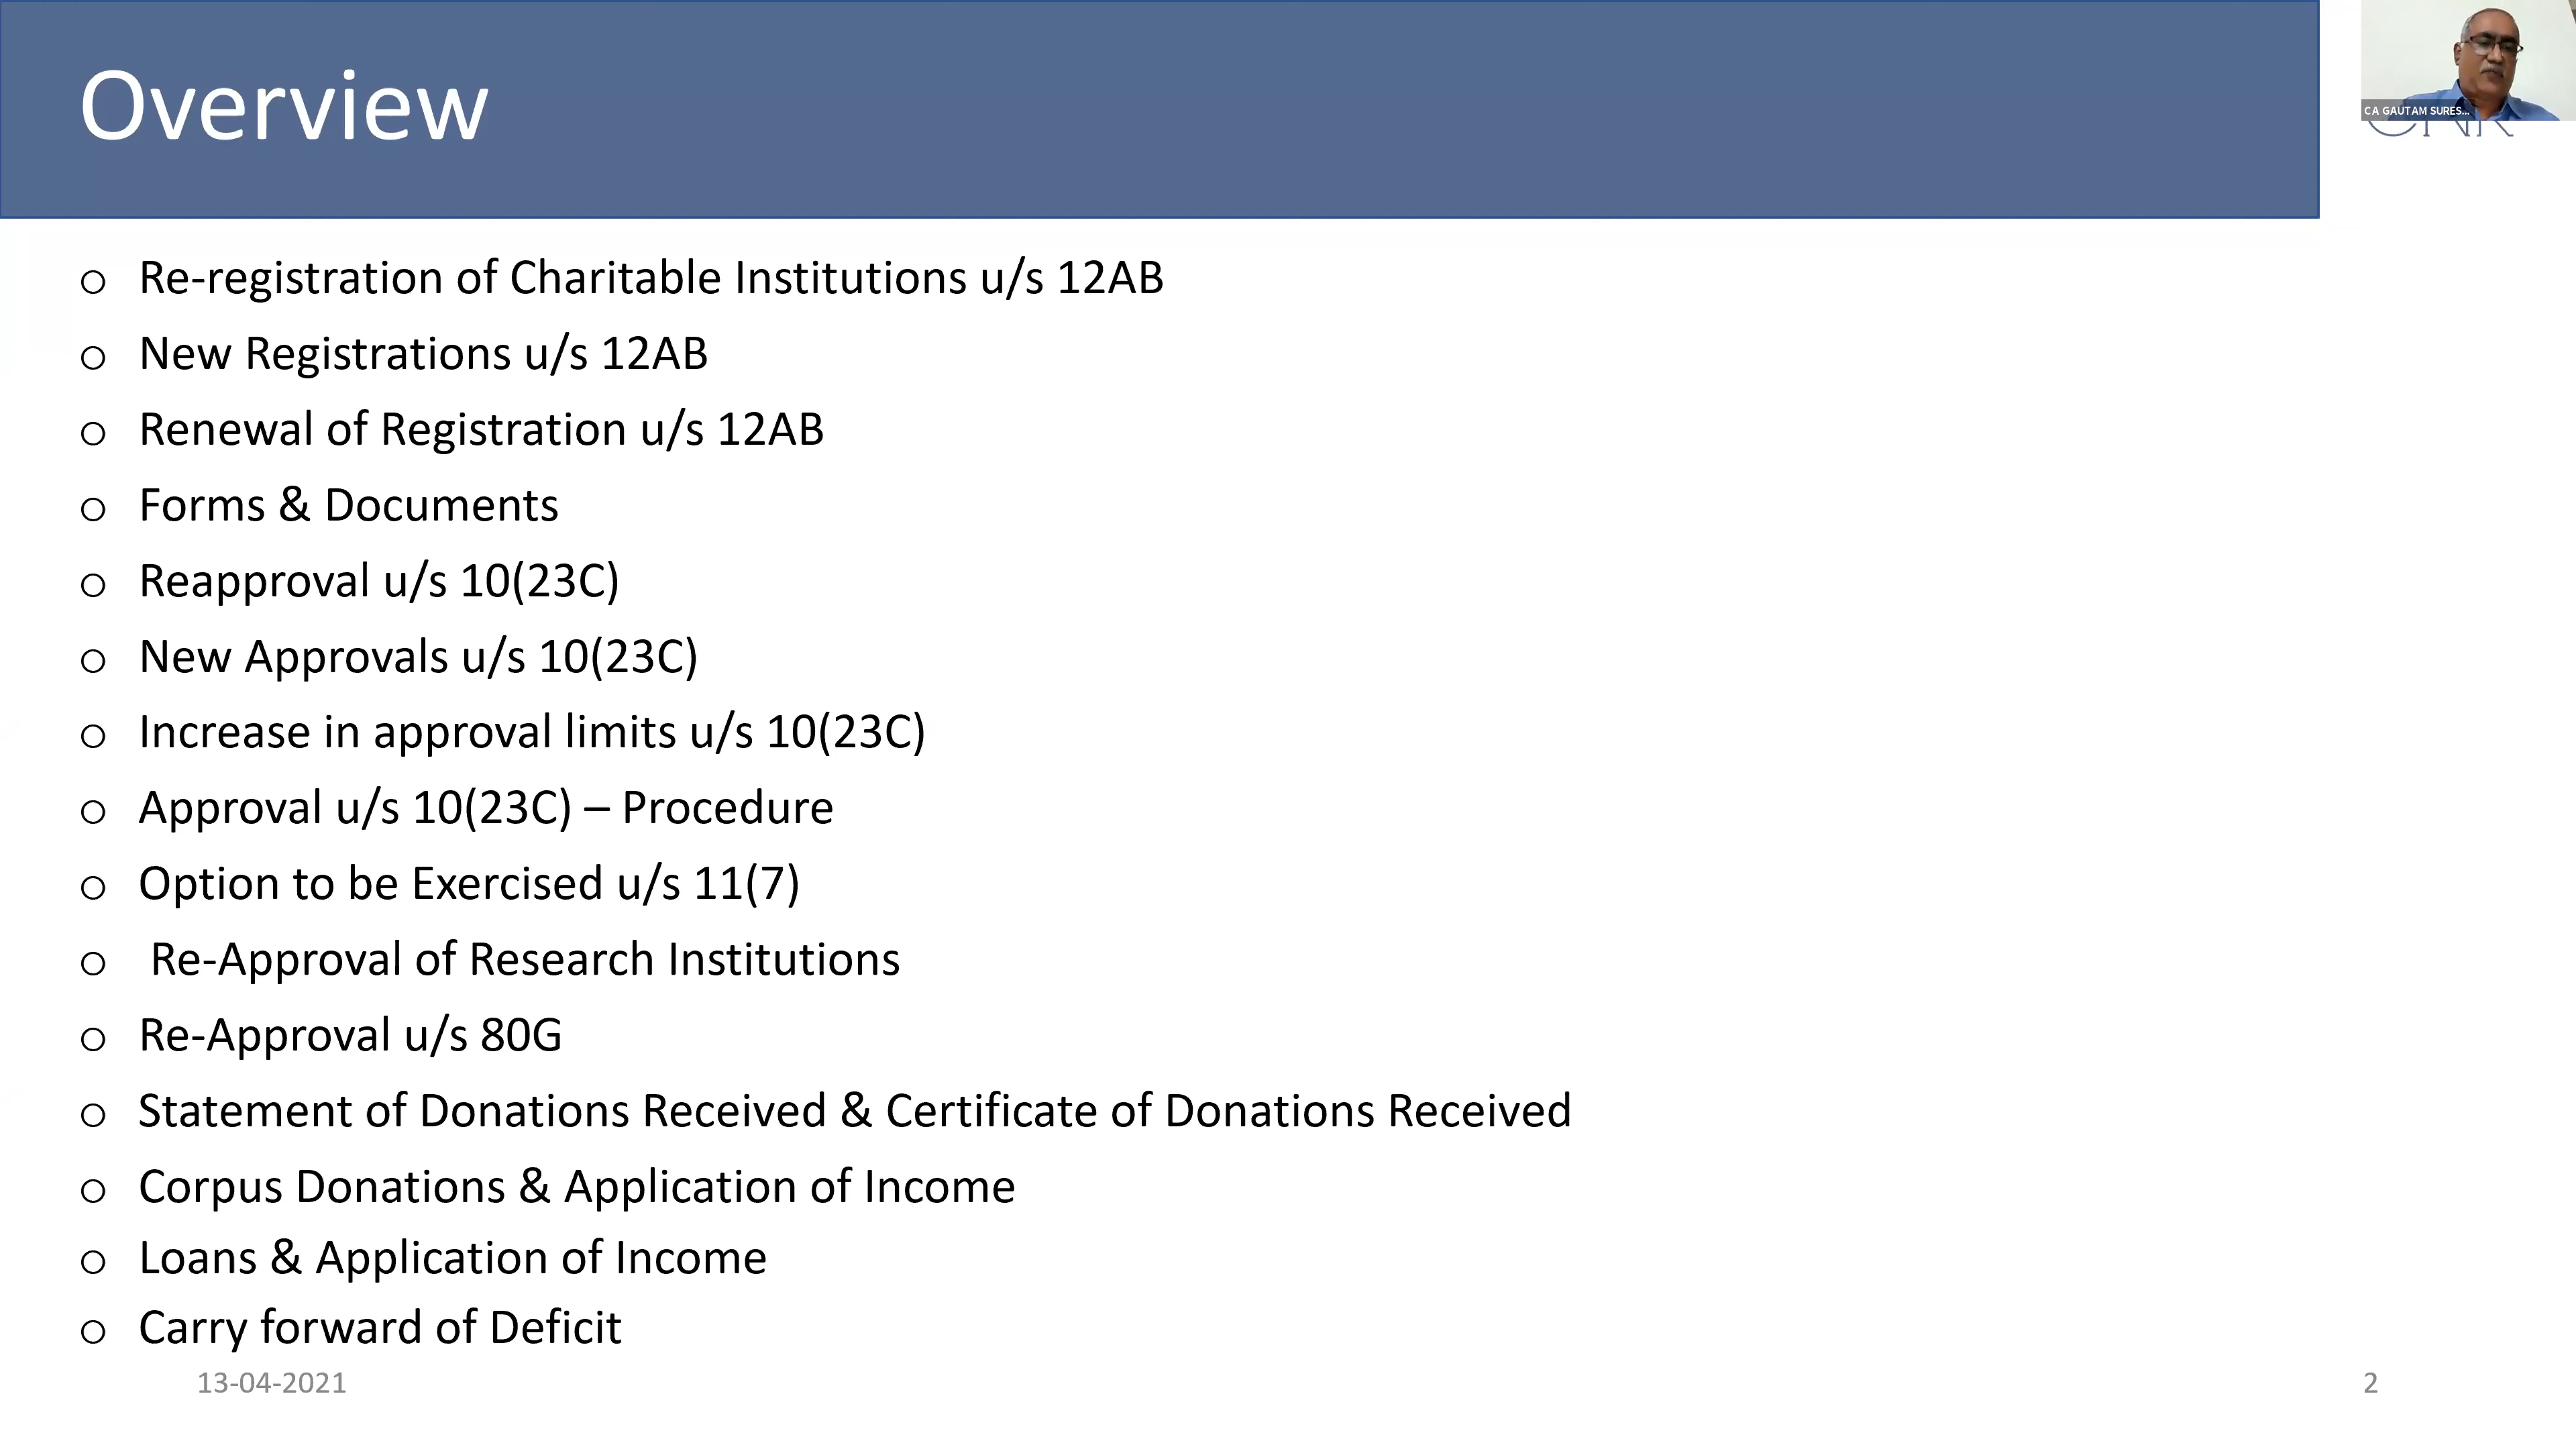 Overview
CA GAUTAM SURES...
Re-registration of Charitable Institutions u/s 12AB
New Registrations u/s 12AB
Renewal of Registration u/s 12AB
Forms & Documents
Reapproval u/s 10(23C)
New Approvals u/s 10(23C)
Increase in approval limits u/s 10(23C)
Approval u/s 10(23C) – Procedure
Option to be Exercised u/s 11(7)
Re-Approval of Research Institutions
Re-Approval u/s 80G
Statement of Donations Received & Certificate of Donations Received
Corpus Donations & Application of Income
Loans & Application of Income
Carry forward of Deficit
13-04-2021
2